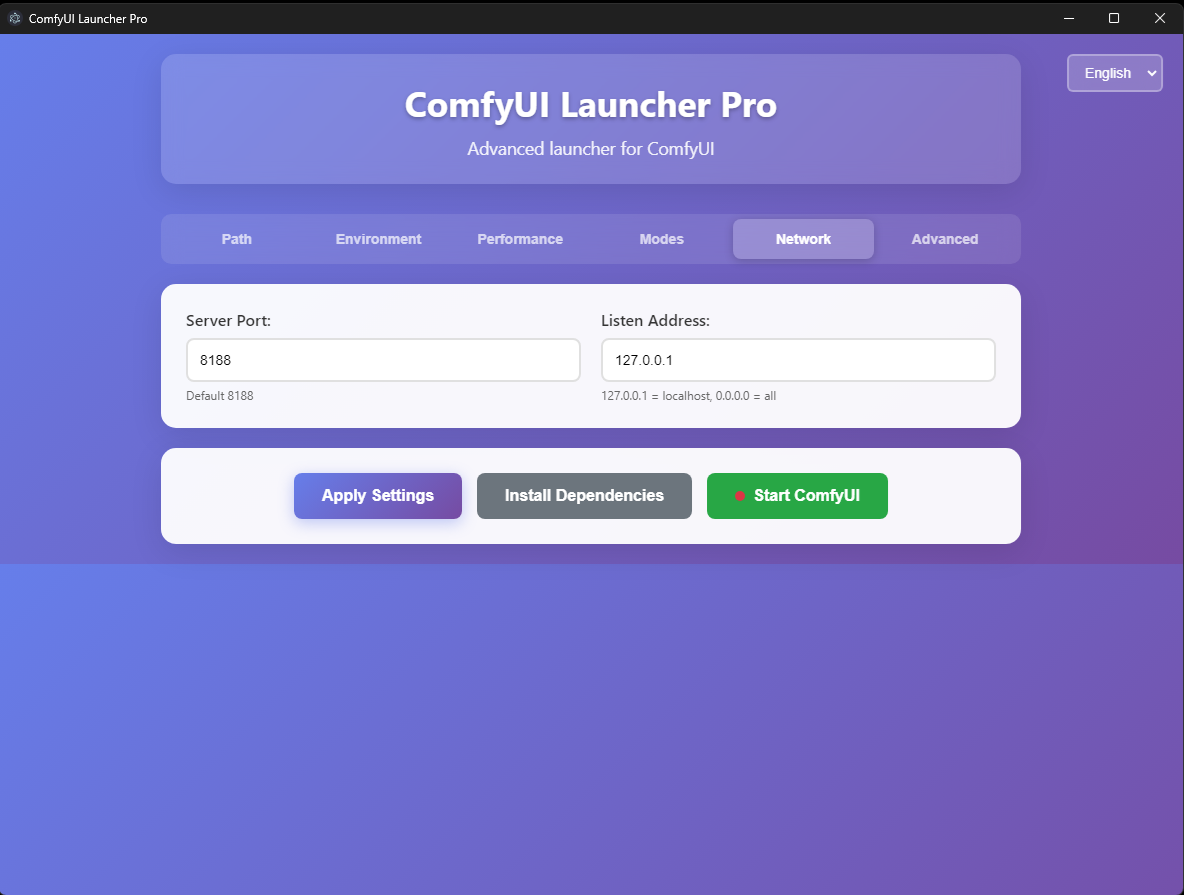 ComfyUI Launcher Pro
English
ComfyUI Launcher Pro
Advanced launcher for ComfyUI
Path Environment Performance Modes Network Advanced
Server Port: Listen Address:
8188 127.0.0.1
Default 8188 127.0.0.1 = localhost, 0.0.0.0 = all
Apply Settings Install Dependencies Start ComfyUI